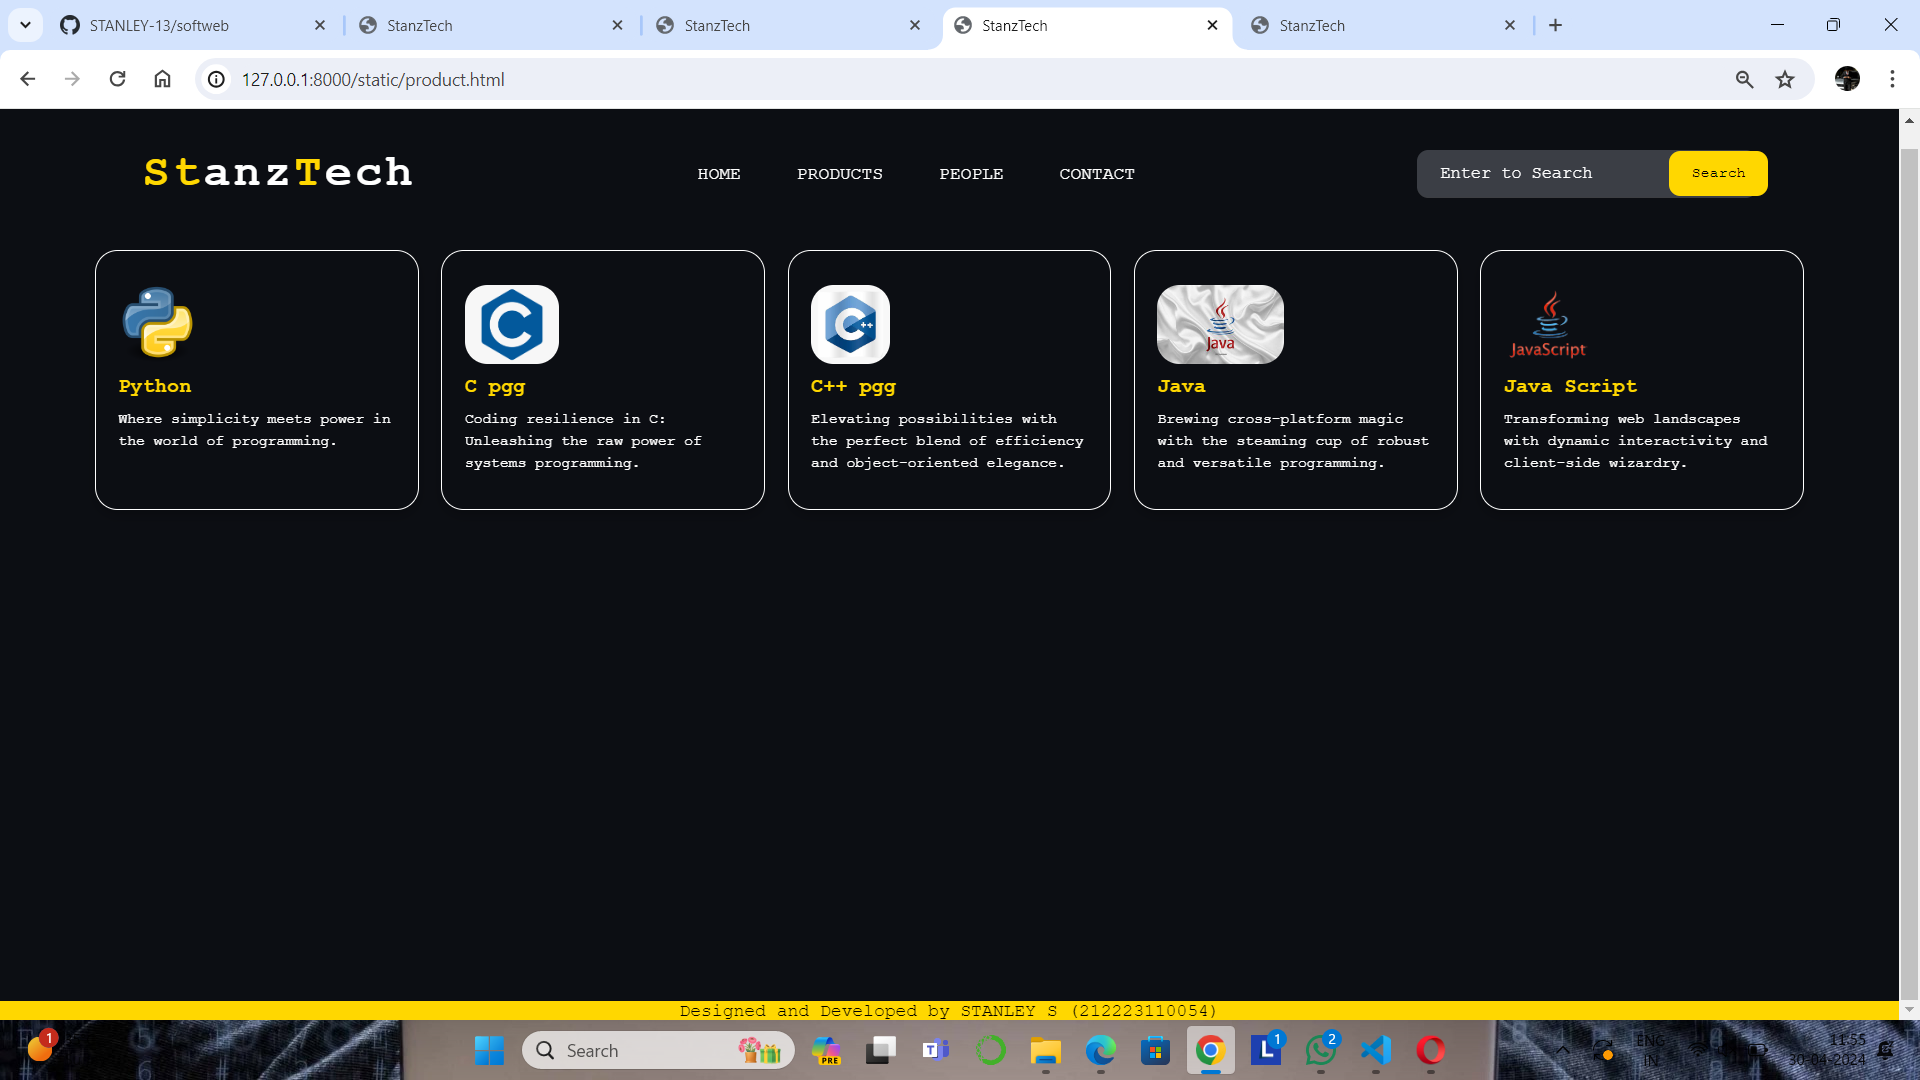 STANLEY-13/softweb
StanzTech
StanzTech
StanzTech
StanzTech
127.0.0.1:8000/static/product.html
StanzTech
HOME
PRODUCTS
PEOPLE
CONTACT
Enter to Search
Search
Python
Where simplicity meets power in
the world of programming.
C pgg
Coding resilience in C:
Unleashing the raw power of
systems programming.
C++
C++ pgg
Elevating possibilities with
the perfect blend of efficiency
and object-oriented elegance.
Java
Java
Brewing cross-platform magic
with the steaming cup of robust
and versatile programming.
JavaScript
Java Script
Transforming web landscapes
with dynamic interactivity and
client-side wizardry.
Designed and Developed by STANLEY S (212223110054)
1
Search
PRE
L
1
2
ENG
IN
11:55
30-04-2024